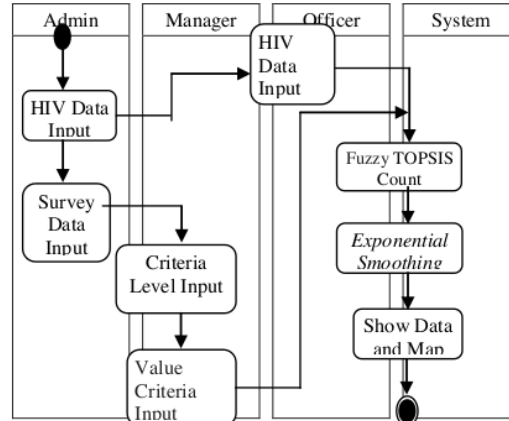 Admin
Manager
Officer
System
HIV
Data
Input
HIV Data
Input
Fuzzy TOPSIS
Count
Survey
Data
Input
Exponential
Smoothing
Criteria
Level Input
Show Data
and Map
Value
Criteria
Input